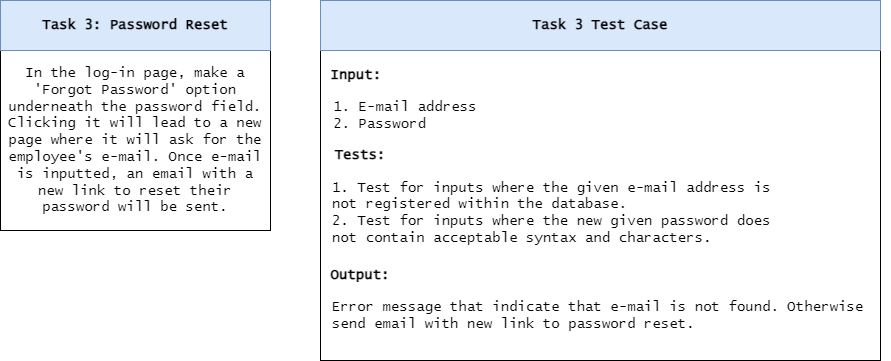 Task 3: Password Reset
In the log-in page, make a
'Forgot Password' option
underneath the password field.
Clicking it will lead to a new
page where it will ask for the
employee's e-mail. Once e-mail
is inputted, an email with a
new link to reset their
password will be sent.
Task 3 Test Case
Input:
1. E-mail address
2. Password
Tests:
1. Test for inputs where the given e-mail address is
not registered within the database.
2. Test for inputs where the new given password does
not contain acceptable syntax and characters.
Output:
Error message that indicate that e-mail is not found. Otherwise
send email with new link to password reset.